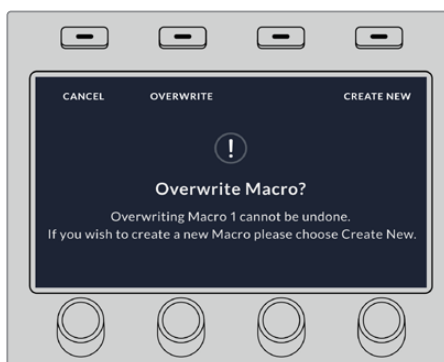 CANCEL OVERWRITE CREATE NEW
!
Overwrite Macro?
Overwriting Macro 1 cannot be undone.
If you wish to create a new Macro please choose Create New.